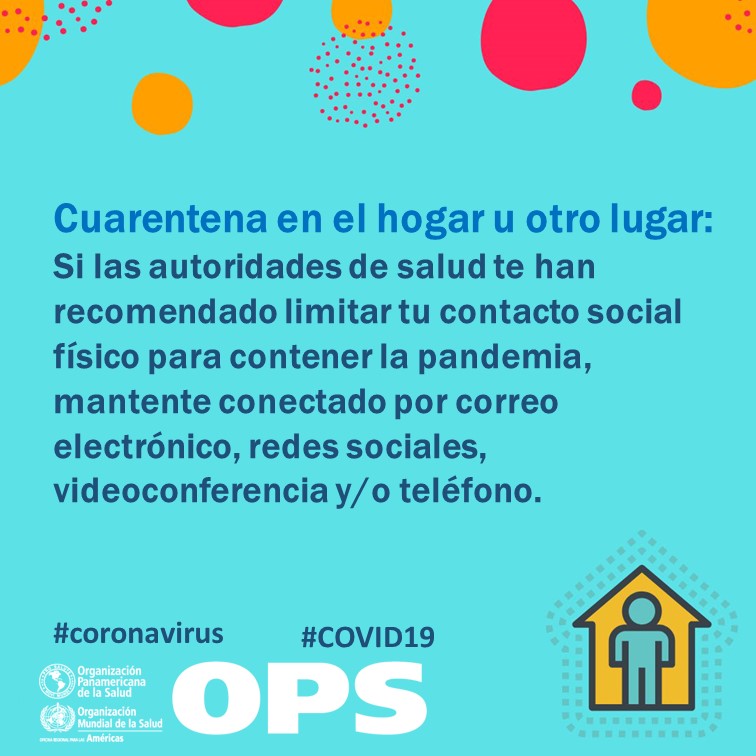 Cuarentena en el hogar u otro lugar:
Si las autoridades de salud te han
recomendado limitar tu contacto social
físico para contener la pandemia,
mantente conectado por correo
electrónico, redes sociales,
videoconferencia y/o teléfono.
#coronavirus
#COVID19
Organización
Panamericana
de la Salud
Organización
Mundial de la Salud
OFICINA REGIONAL PARA LAS Américas
OPS